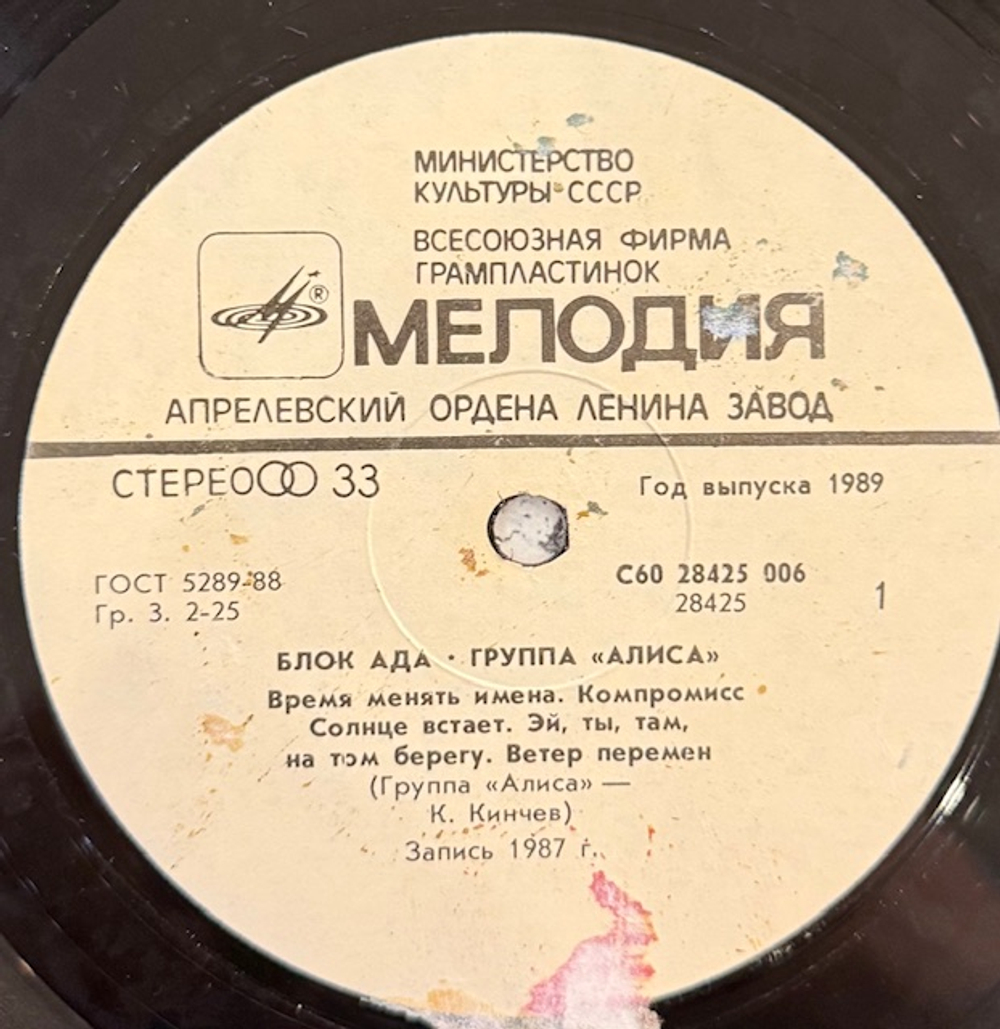 МИНИСТЕРСТВО
КУЛЬТУРЫ СССР
ВСЕСОЮЗНАЯ ФИРМА
ГРАМПЛАСТИНОК
®
МЕЛОДИЯ
АПРЕЛЕВСКИЙ ОРДЕНА ЛЕНИНА ЗАВОД
СТЕРЕО 33
Год выпуска 1989
ГОСТ 5289-88
Гр. 3. 2-25
С60 28425 006
28425
1
БЛОК АДА · ГРУППА «АЛИСА»
Время менять имена. Компромисс
Солнце встает. Эй, ты, там,
на том берегу. Ветер перемен
(Группа «Алиса» —
К. Кинчев)
Запись 1987 г.